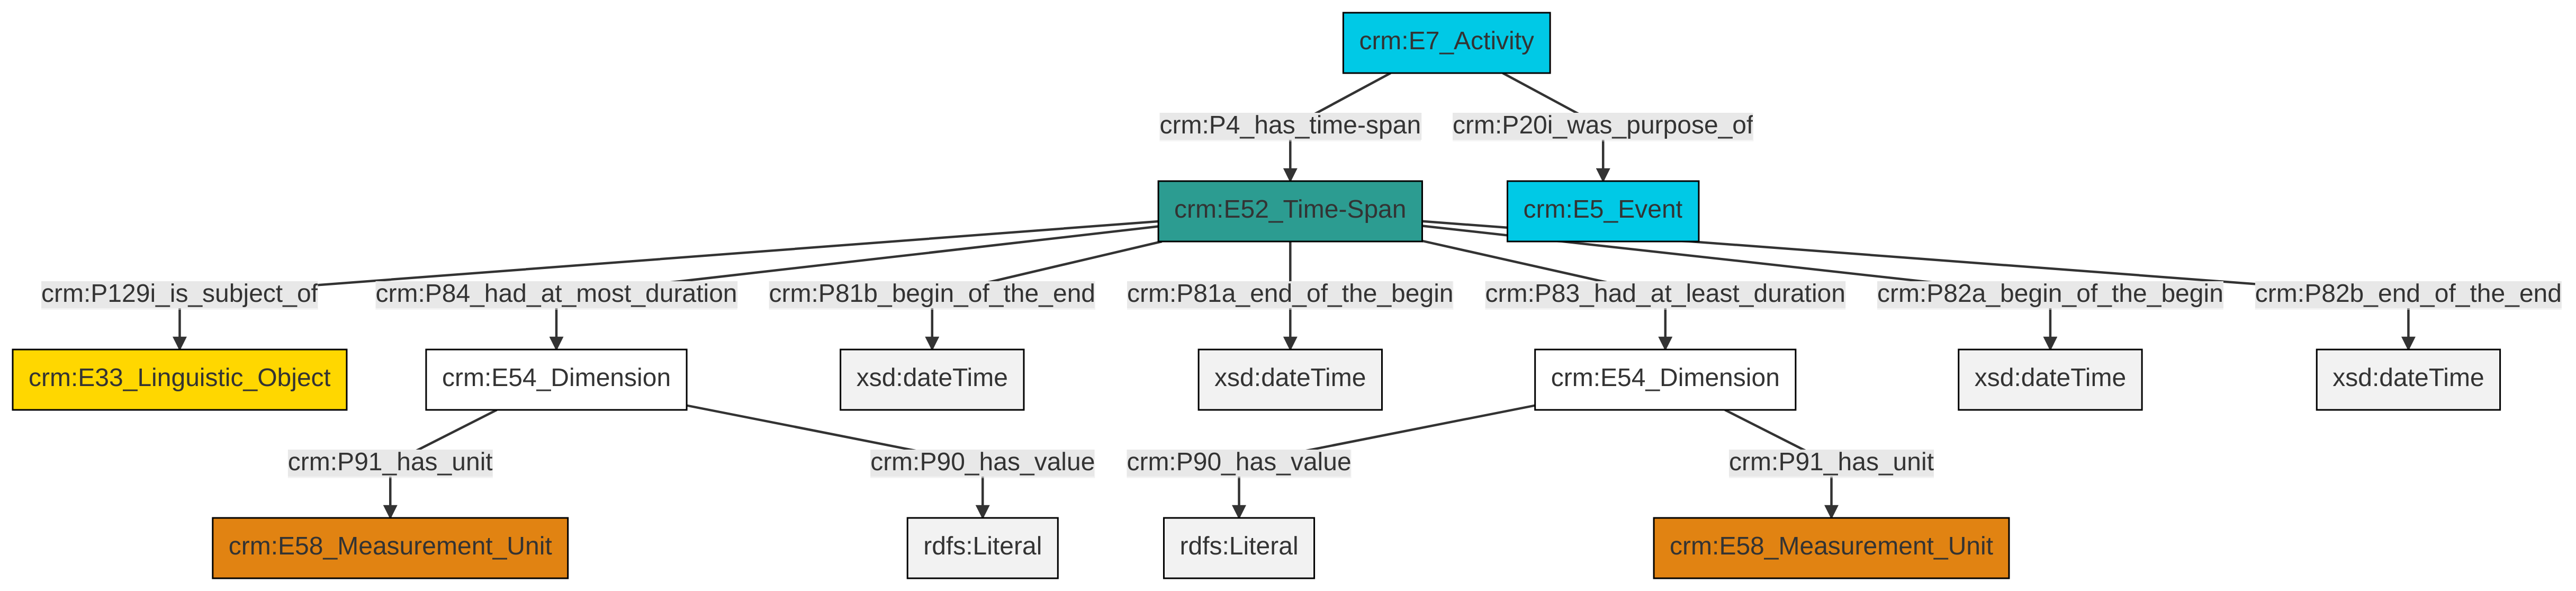 crm:E7_Activity
crm:P4_has_time-span
crm:P20i_was_purpose_of
crm:E52_Time-Span
crm:E5_Event
crm:P129i_is_subject_of
crm:P84_had_at_most_duration
crm:P81b_begin_of_the_end
crm:P81a_end_of_the_begin
crm:P83_had_at_least_duration
crm:P82a_begin_of_the_begin
crm:P82b_end_of_the_end
crm:E33_Linguistic_Object
crm:E54_Dimension
xsd:dateTime
xsd:dateTime
crm:E54_Dimension
xsd:dateTime
xsd:dateTime
crm:P91_has_unit
crm:P90_has_value
crm:P90_has_value
crm:P91_has_unit
crm:E58_Measurement_Unit
rdfs:Literal
rdfs:Literal
crm:E58_Measurement_Unit